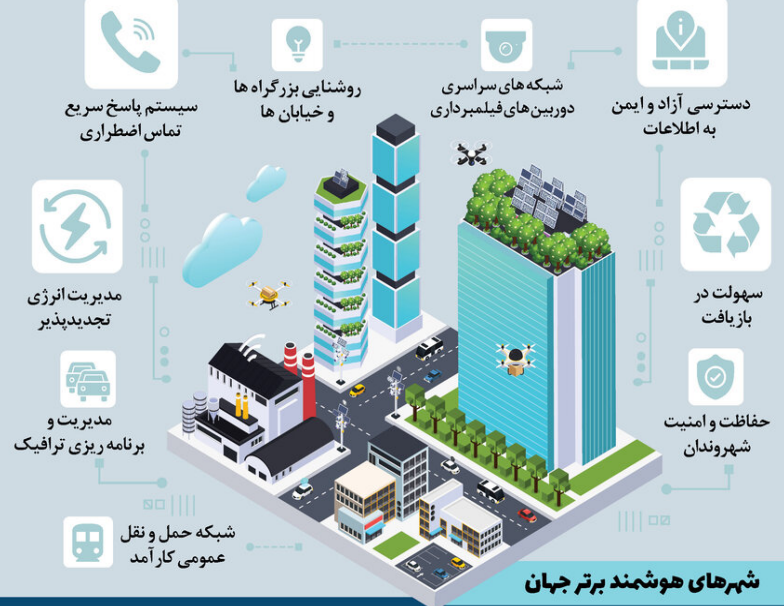 دسترسی آزاد و ایمن
به اطلاعات
شبکه‌های سراسری
دوربین‌های فیلمبرداری
روشنایی بزرگراه ها
و خیابان ها
سیستم پاسخ سریع
تماس اضطراری
سهولت در
بازیافت
مدیریت انرژی
تجدیدپذیر
حفاظت و امنیت
شهروندان
مدیریت و
برنامه ریزی ترافیک
شبکه حمل و نقل
عمومی کارآمد
شهرهای هوشمند برتر جهان